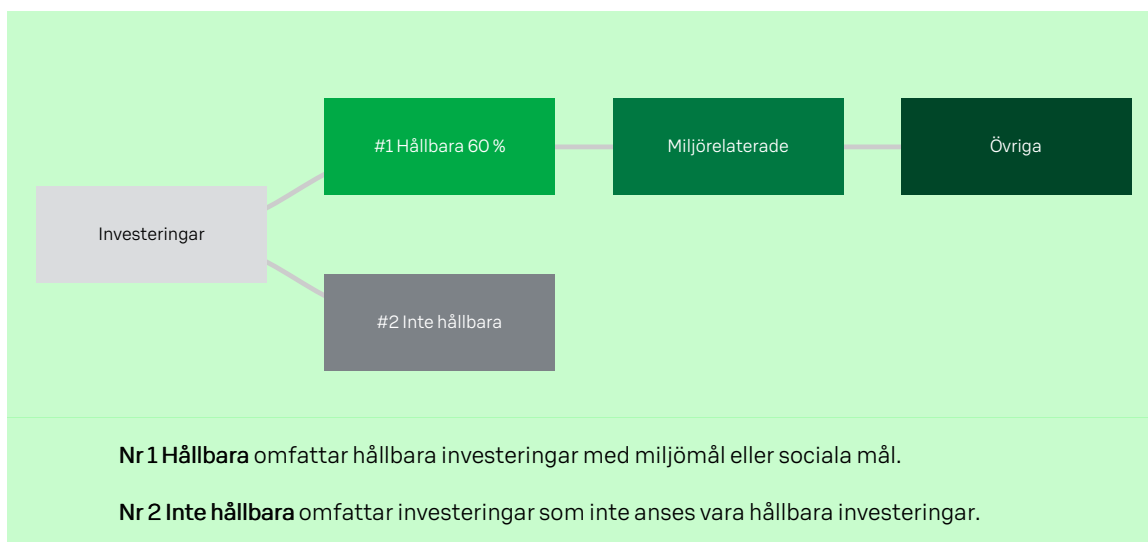 #1 Hållbara 60 %
Miljörelaterade
Övriga
Investeringar
#2 Inte hållbara
Nr 1 Hållbara omfattar hållbara investeringar med miljömål eller sociala mål.
Nr 2 Inte hållbara omfattar investeringar som inte anses vara hållbara investeringar.